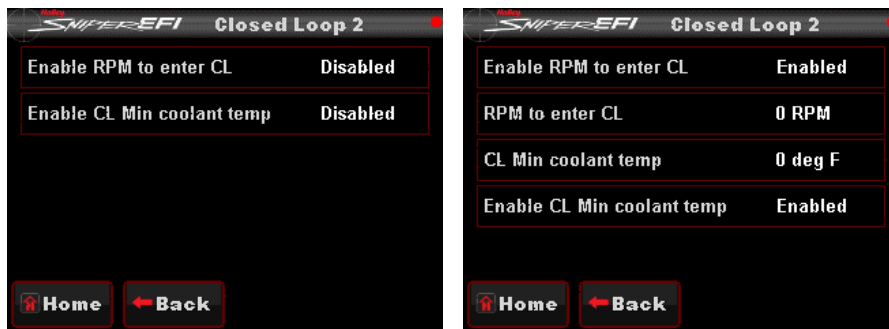 Holley
SNIPER EFI Closed Loop 2
Enable RPM to enter CL Disabled
Enable CL Min coolant temp Disabled
Home Back
Holley
SNIPER EFI Closed Loop 2
Enable RPM to enter CL Enabled
RPM to enter CL 0 RPM
CL Min coolant temp 0 deg F
Enable CL Min coolant temp Enabled
Home Back